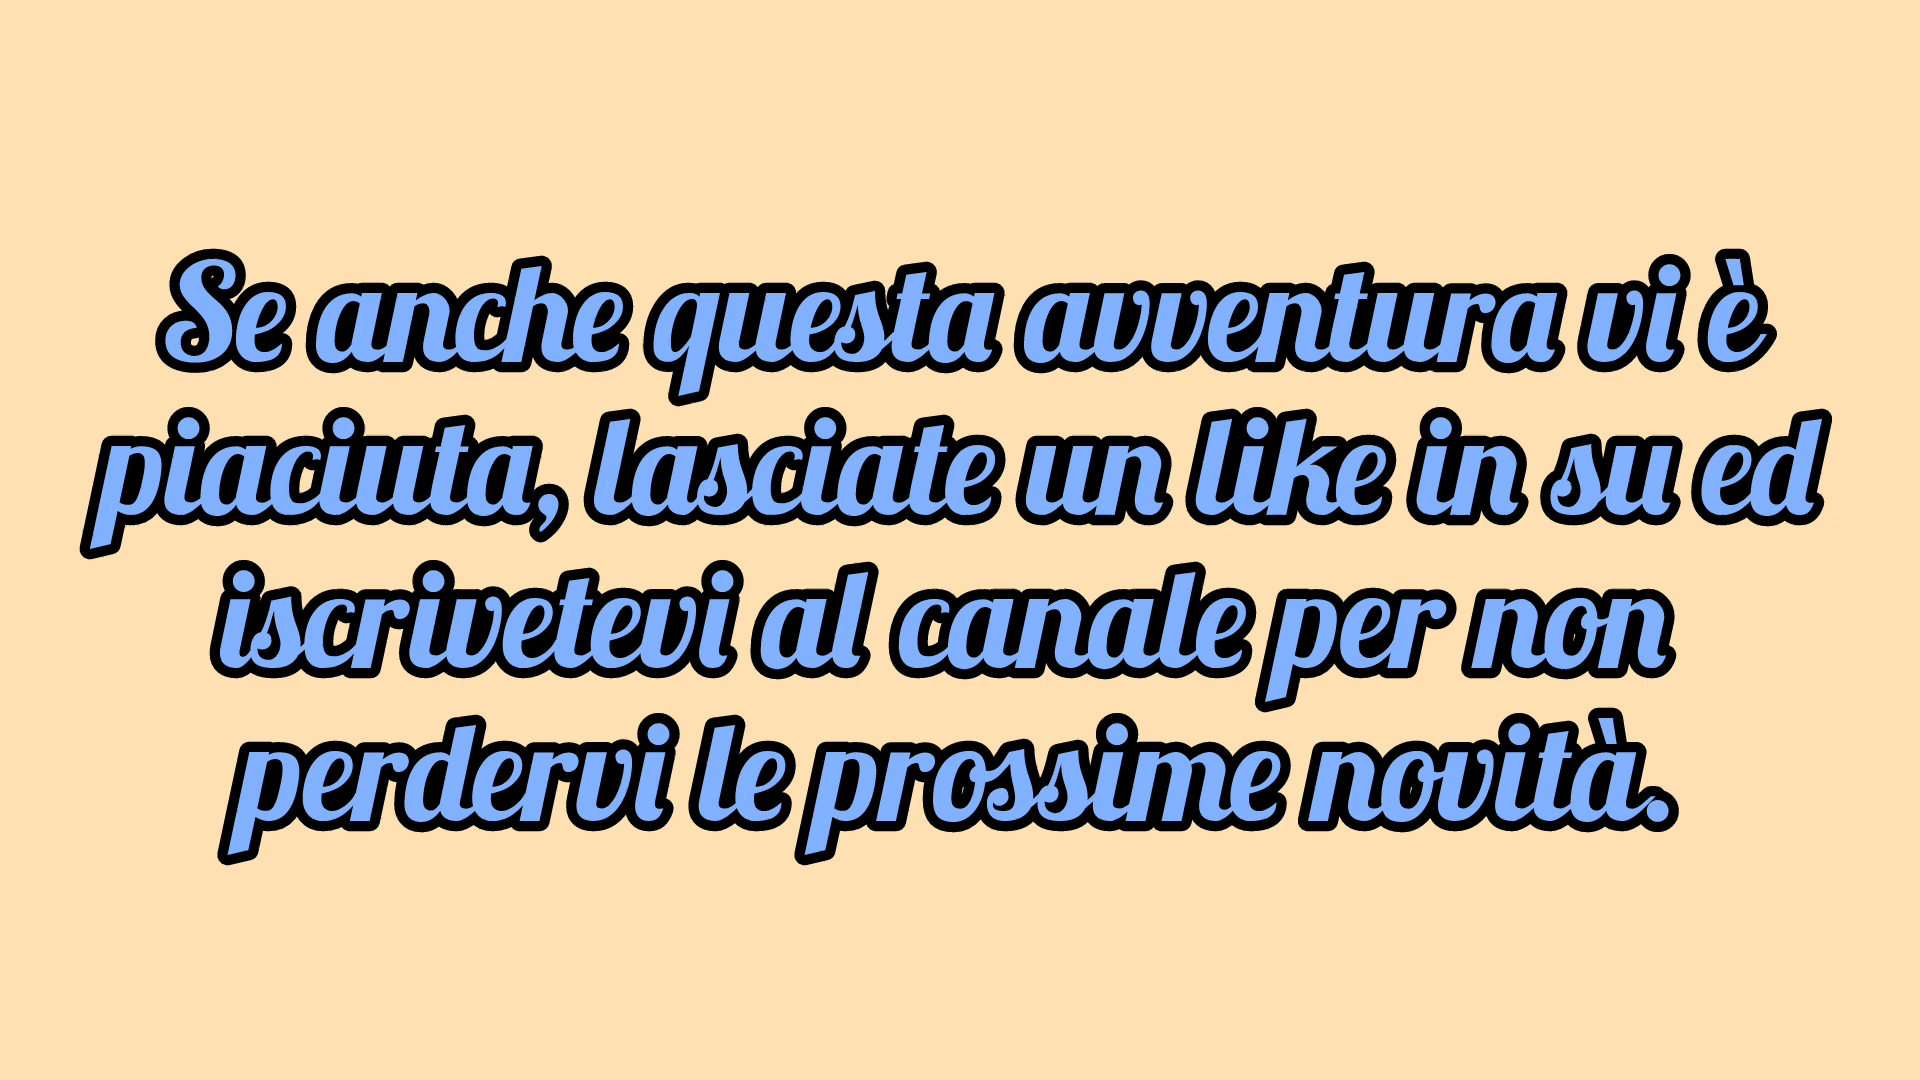 Se anche questa avventura vi è
piaciuta, lasciate un like in su ed
iscrivetevi al canale per non
perdervi le prossime novità.